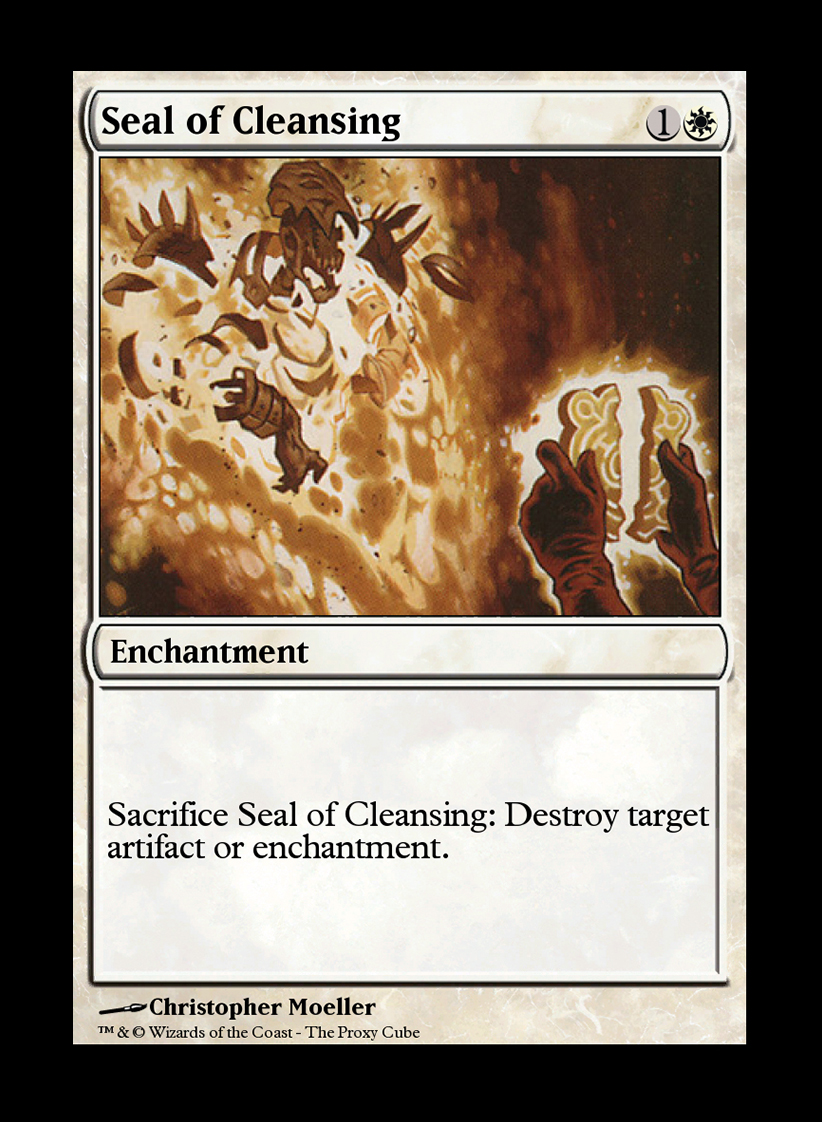 Seal of Cleansing 1
Enchantment
Sacrifice Seal of Cleansing: Destroy target
artifact or enchantment.
Christopher Moeller
™ & © Wizards of the Coast - The Proxy Cube